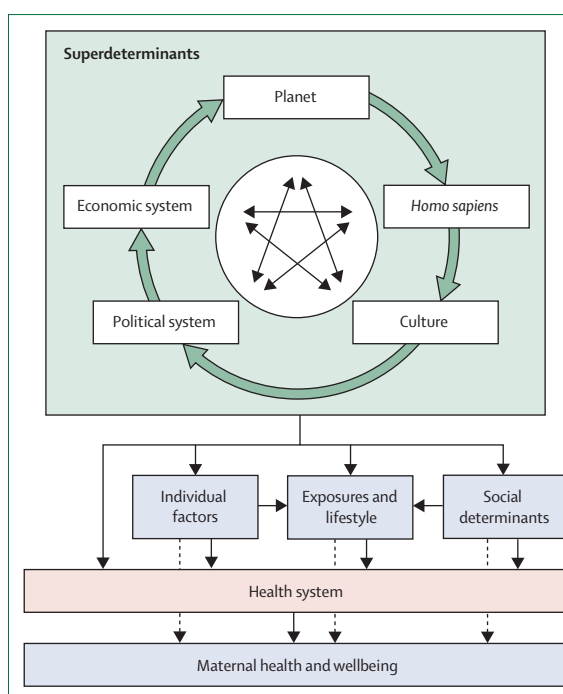 Superdeterminants
Planet
Economic system
Homo sapiens
Political system
Culture
Individual
factors
Exposures and
lifestyle
Social
determinants
Health system
Maternal health and wellbeing